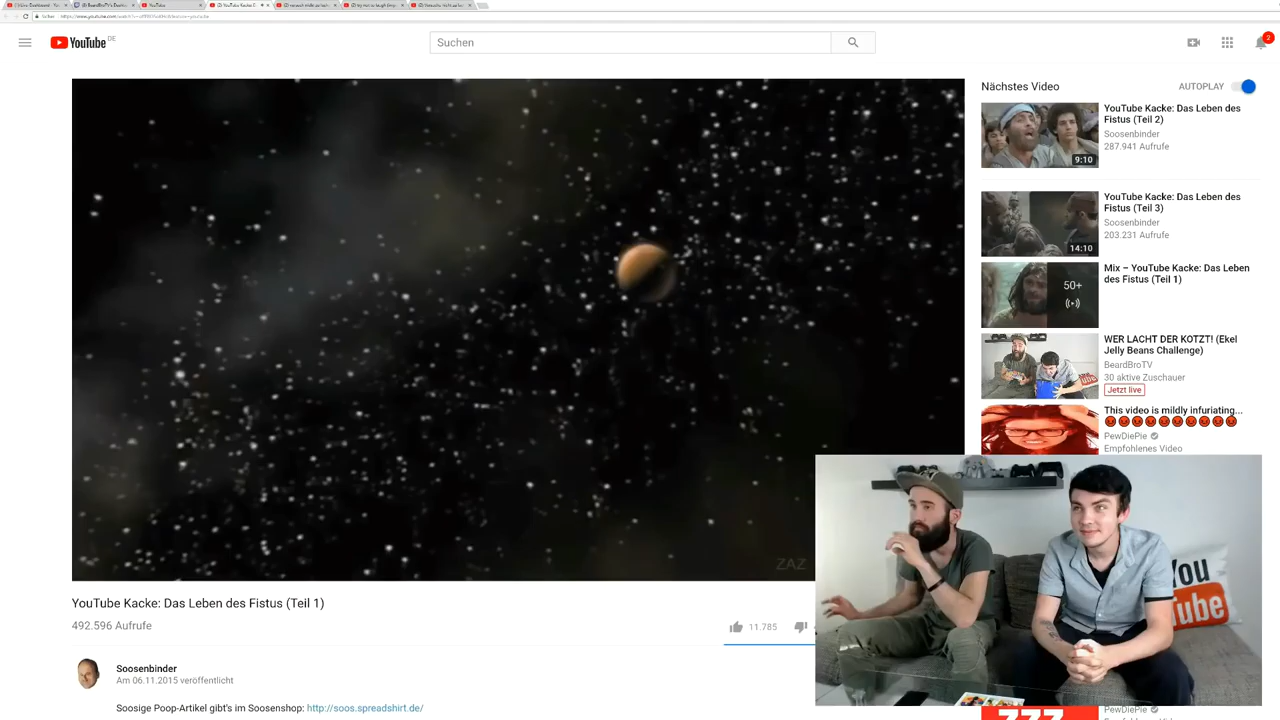 YouTube DE
Suchen
2
ZAZ
YouTube Kacke: Das Leben des Fistus (Teil 1)
492.596 Aufrufe
11.785
Soosenbinder
Am 06.11.2015 veröffentlicht
Soosige Poop-Artikel gibt's im Soosenshop: http://soos.spreadshirt.de/
Nächstes Video
AUTOPLAY
YouTube Kacke: Das Leben des
Fistus (Teil 2)
Soosenbinder
287.941 Aufrufe
9:10
YouTube Kacke: Das Leben des
Fistus (Teil 3)
Soosenbinder
203.231 Aufrufe
14:10
Mix – YouTube Kacke: Das Leben
des Fistus (Teil 1)
50+
WER LACHT DER KOTZT! (Ekel
Jelly Beans Challenge)
BeardBroTV
30 aktive Zuschauer
Jetzt live
This video is mildly infuriating...
PewDiePie
Empfohlenes Video
You
Tube
PewDiePie